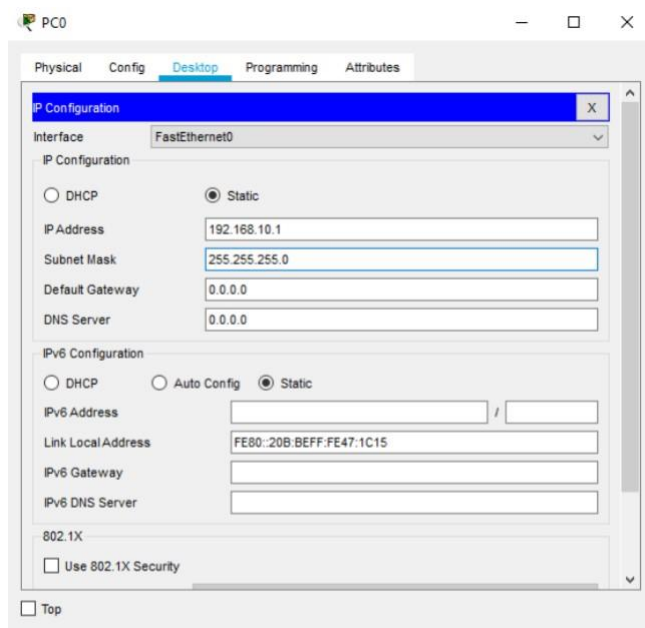 PC0
Physical Config Desktop Programming Attributes
IP Configuration X
Interface FastEthernet0
IP Configuration
DHCP Static
IP Address 192.168.10.1
Subnet Mask 255.255.255.0
Default Gateway 0.0.0.0
DNS Server 0.0.0.0
IPv6 Configuration
DHCP Auto Config Static
IPv6 Address /
Link Local Address FE80::20B:BEFF:FE47:1C15
IPv6 Gateway
IPv6 DNS Server
802.1X
Use 802.1X Security
Top